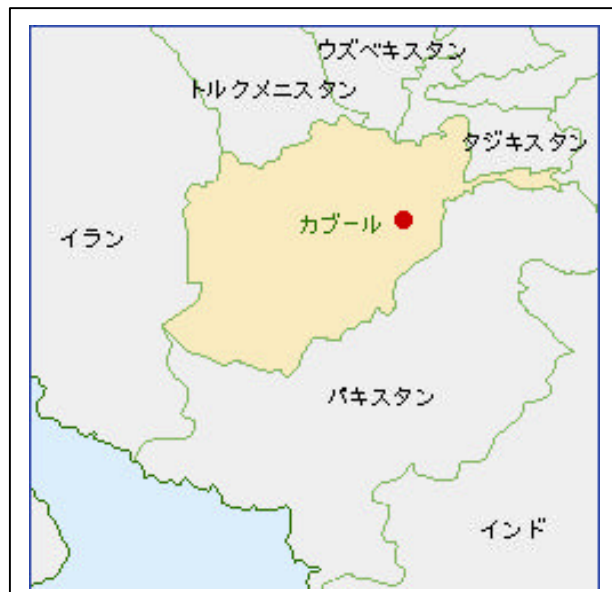 ウズベキスタン
トルクメニスタン
タジキスタン
カブール
イラン
パキスタン
インド